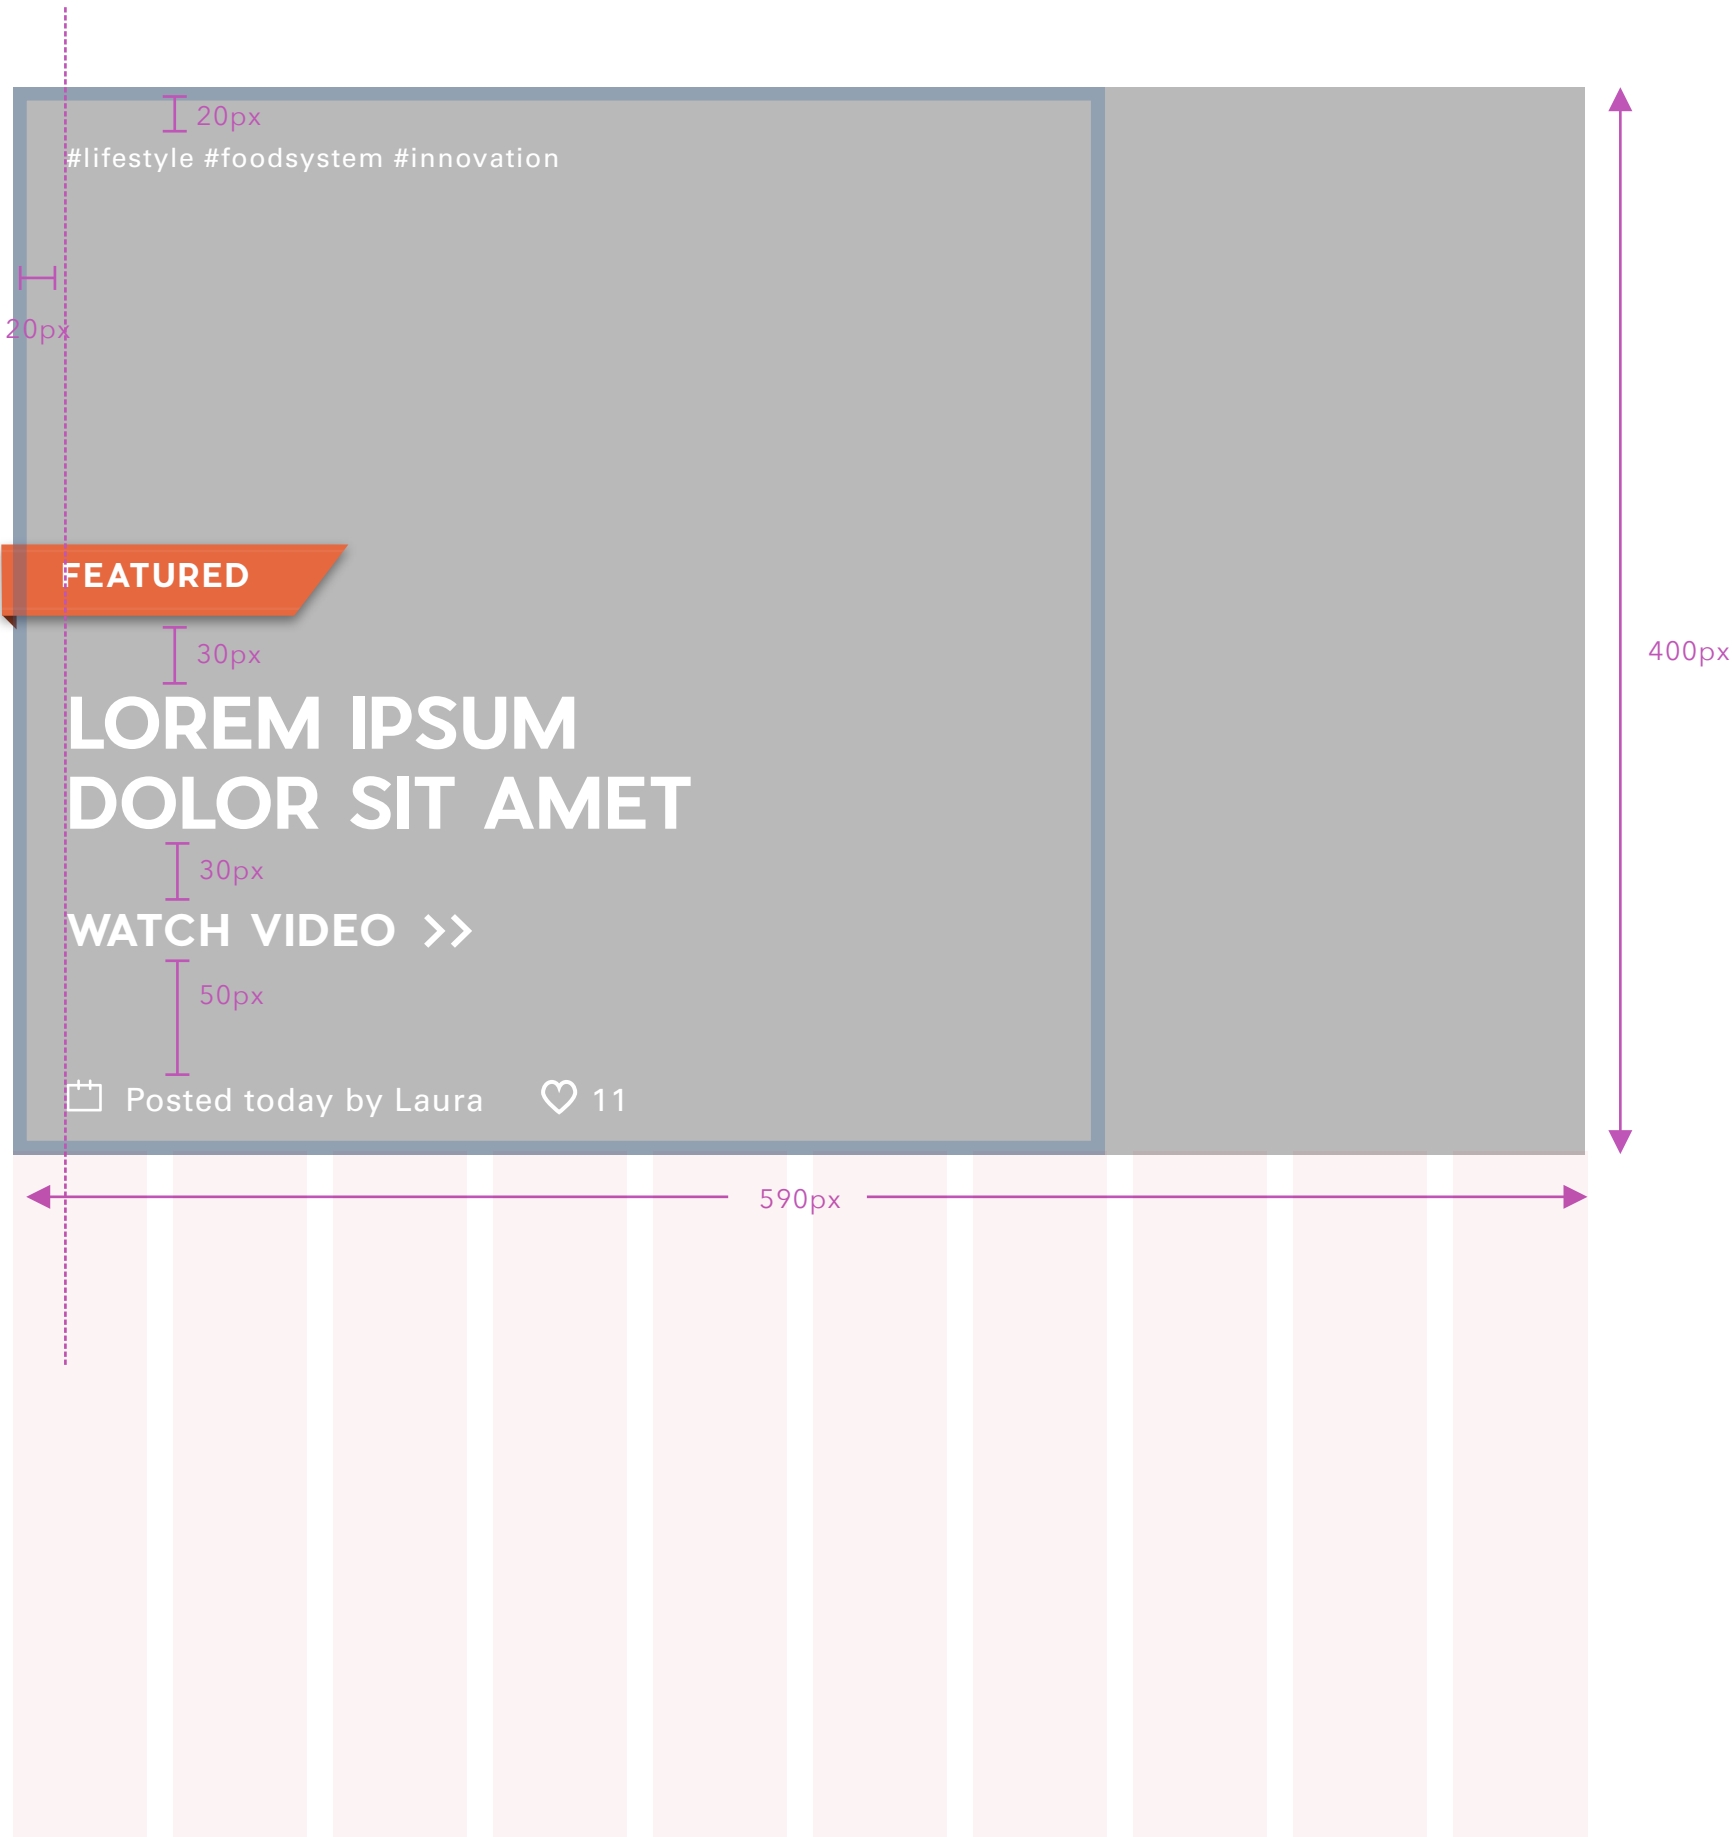 20px
#lifestyle #foodsystem #innovation
20px
FEATURED
30px
400px
LOREM IPSUM
DOLOR SIT AMET
30px
WATCH VIDEO >>
50px
Posted today by Laura 11
590px